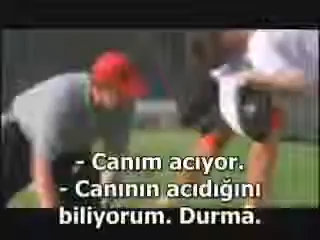 - Canım acıyor.
- Canının acıdığını
biliyorum. Durma.